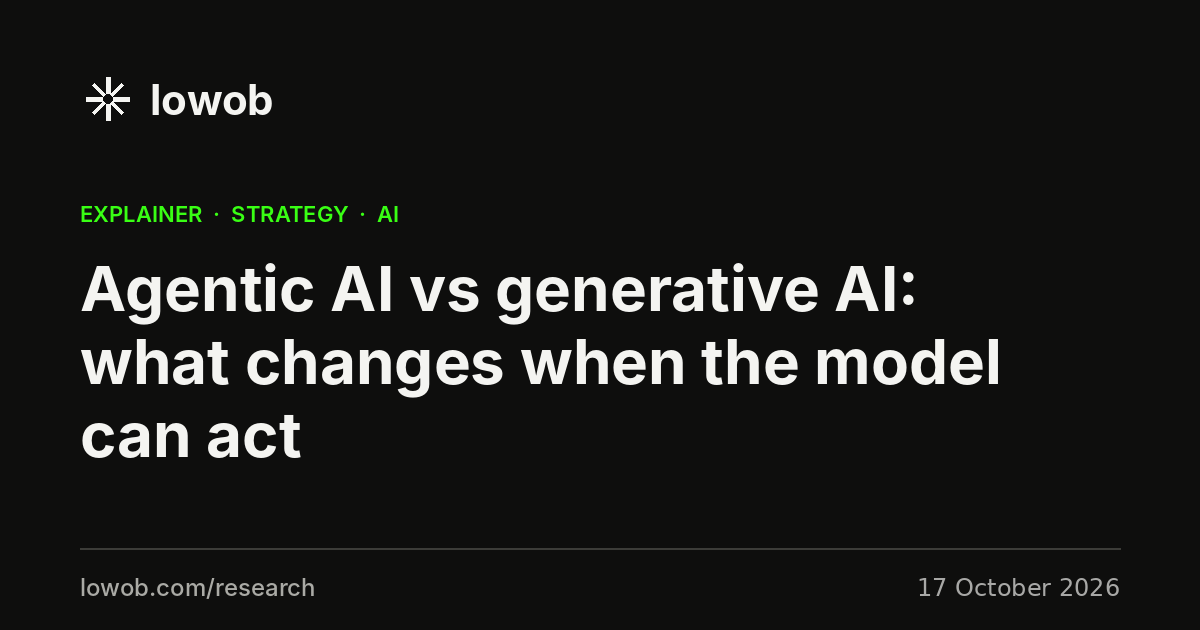 lowob
EXPLAINER · STRATEGY · AI
Agentic AI vs generative AI:
what changes when the model
can act
lowob.com/research
17 October 2026